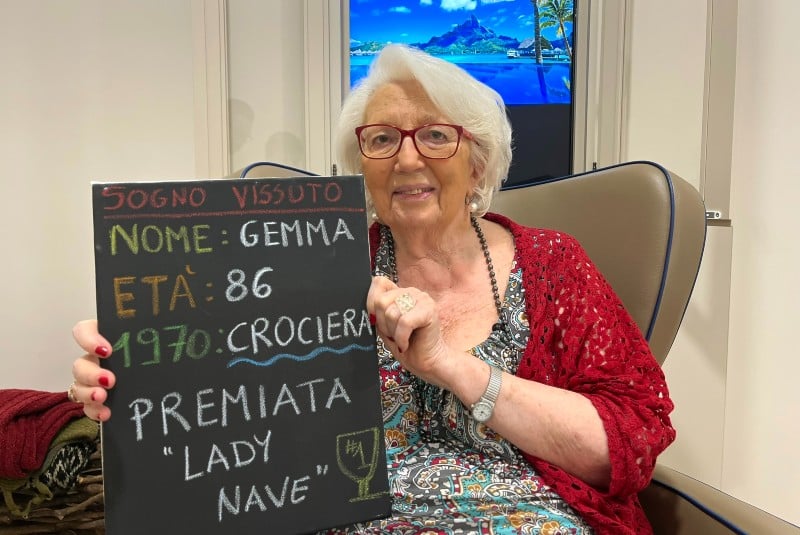 SOGNO VISSUTO
NOME: GEMMA
ETÀ: 86
1970: CROCIERA
PREMIATA
"LADY
NAVE"
#1